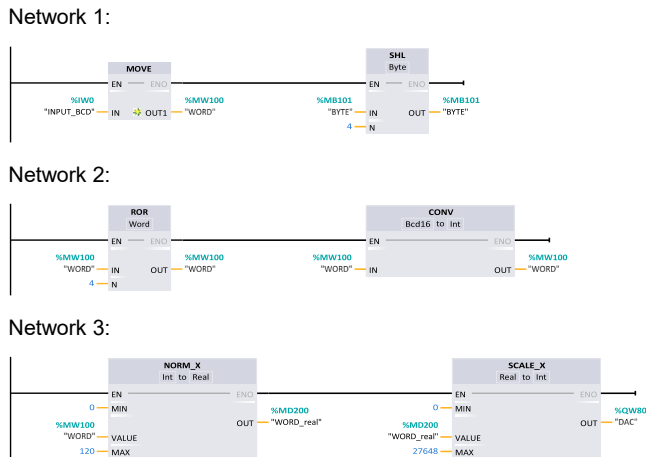 Network 1:
MOVE
EN ENO
%IW0 %MW100
"INPUT_BCD" IN OUT1 "WORD"
SHL
Byte
EN ENO
%MB101 %MB101
"BYTE" IN OUT "BYTE"
4 N
Network 2:
ROR
Word
EN ENO
%MW100 %MW100
"WORD" IN OUT "WORD"
4 N
CONV
Bcd16 to Int
EN ENO
%MW100 %MW100
"WORD" IN OUT "WORD"
Network 3:
NORM_X
Int to Real
EN ENO
0 MIN %MD200
%MW100 OUT "WORD_real"
"WORD" VALUE
120 MAX
SCALE_X
Real to Int
EN ENO
0 MIN %QW80
%MD200 OUT "DAC"
"WORD_real" VALUE
27648 MAX